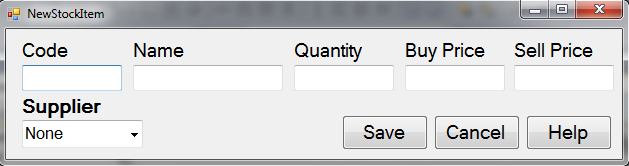 NewStockItem
Code Name Quantity Buy Price Sell Price
Supplier
None Save Cancel Help